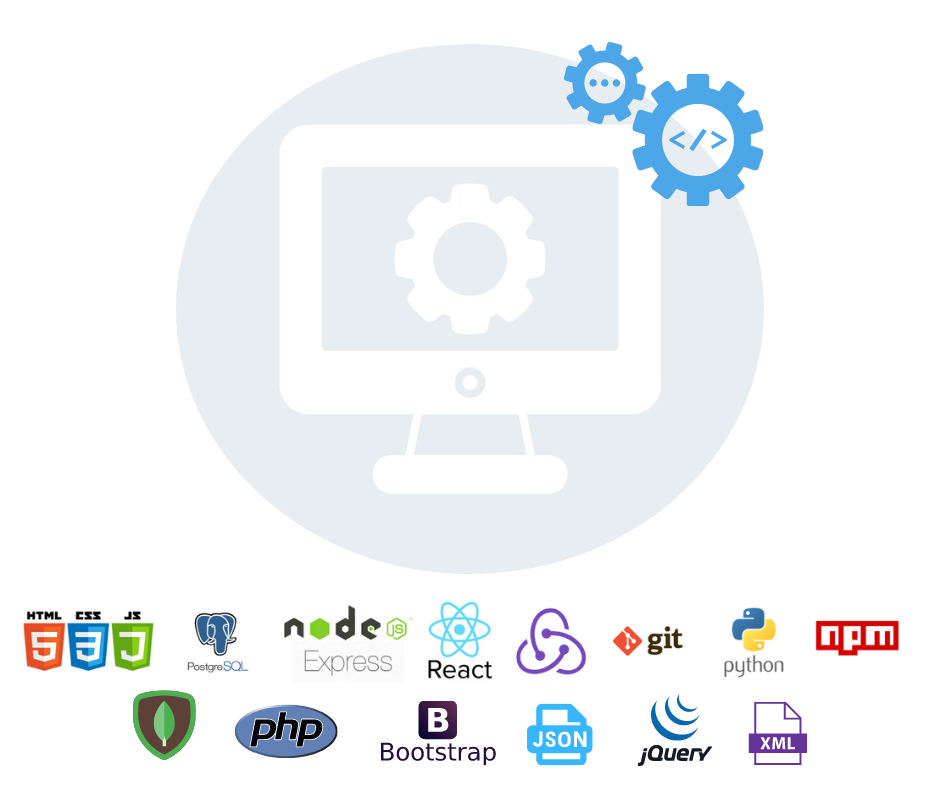 </>
HTML CSS JS
5 3 J
PostgreSQL
node JS
Express
React
git
python
npm
php
B
Bootstrap
JSON
jQuery
XML